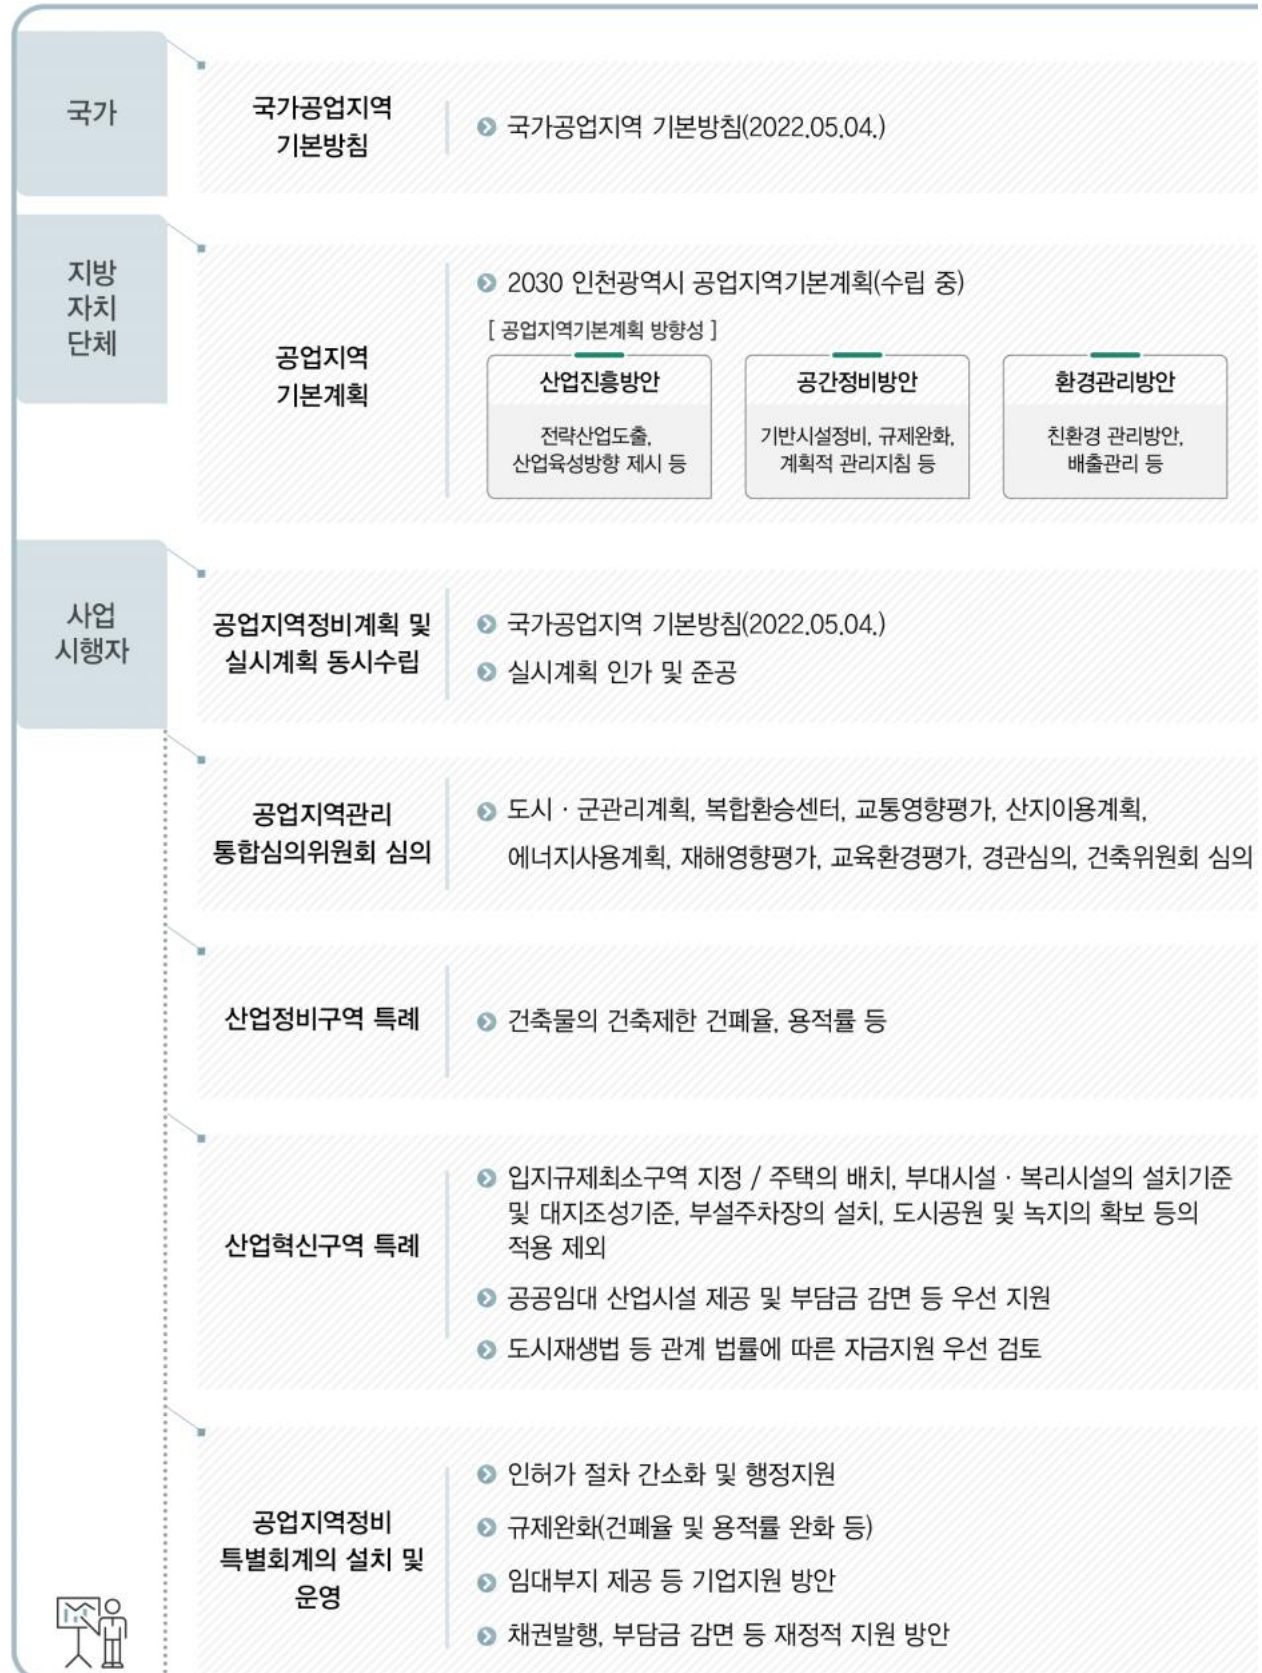 국가
국가공업지역
기본방침
국가공업지역 기본방침(2022.05.04.)
지방
자치
단체
공업지역
기본계획
2030 인천광역시 공업지역기본계획(수립 중)
[ 공업지역기본계획 방향성 ]
산업진흥방안
전략산업도출,
산업육성방향 제시 등
공간정비방안
기반시설정비, 규제완화,
계획적 관리지침 등
환경관리방안
친환경 관리방안,
배출관리 등
사업
시행자
공업지역정비계획 및
실시계획 동시수립
국가공업지역 기본방침(2022.05.04.)
실시계획 인가 및 준공
공업지역관리
통합심의위원회 심의
도시 · 군관리계획, 복합환승센터, 교통영향평가, 산지이용계획,
에너지사용계획, 재해영향평가, 교육환경평가, 경관심의, 건축위원회 심의
산업정비구역 특례
건축물의 건축제한 건폐율, 용적률 등
산업혁신구역 특례
입지규제최소구역 지정 / 주택의 배치, 부대시설 · 복리시설의 설치기준
및 대지조성기준, 부설주차장의 설치, 도시공원 및 녹지의 확보 등의
적용 제외
공공임대 산업시설 제공 및 부담금 감면 등 우선 지원
도시재생법 등 관계 법률에 따른 자금지원 우선 검토
공업지역정비
특별회계의 설치 및
운영
인허가 절차 간소화 및 행정지원
규제완화(건폐율 및 용적률 완화 등)
임대부지 제공 등 기업지원 방안
채권발행, 부담금 감면 등 재정적 지원 방안